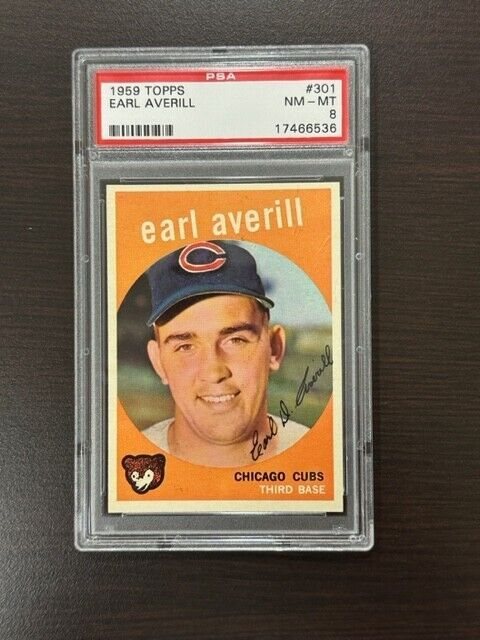 PSA
1959 TOPPS #301
EARL AVERILL NM - MT
8
17466536
earl averill
C
Earl D. Averill
CHICAGO CUBS
THIRD BASE